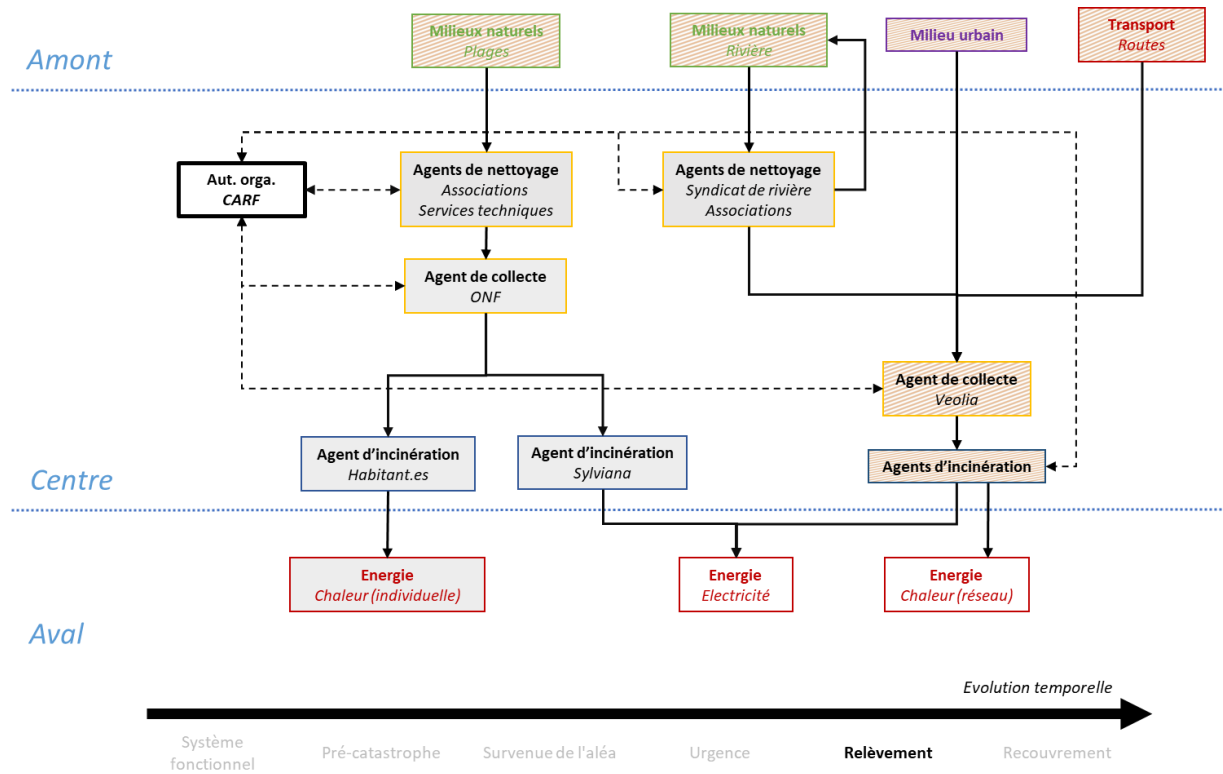 Amont
Milieux naturels
Plages
Milieux naturels
Rivière
Milieu urbain
Transport
Routes
Aut. orga.
CARF
Agents de nettoyage
Associations
Services techniques
Agents de nettoyage
Syndicat de rivière
Associations
Agent de collecte
ONF
Agent de collecte
Veolia
Centre
Agent d'incinération
Habitant.es
Agent d'incinération
Sylviana
Agents d'incinération
Energie
Chaleur (individuelle)
Energie
Electricité
Energie
Chaleur (réseau)
Aval
Evolution temporelle
Système
fonctionnel
Pré-catastrophe
Survenue de l'aléa
Urgence
Relèvement
Recouvrement